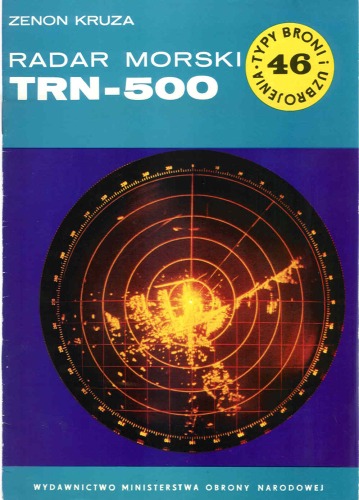 ZENON KRUZA
RADAR MORSKI
TRN-500
TYPY BRONI i UZBROJENIA •
46
WYDAWNICTWO MINISTERSTWA OBRONY NARODOWEJ